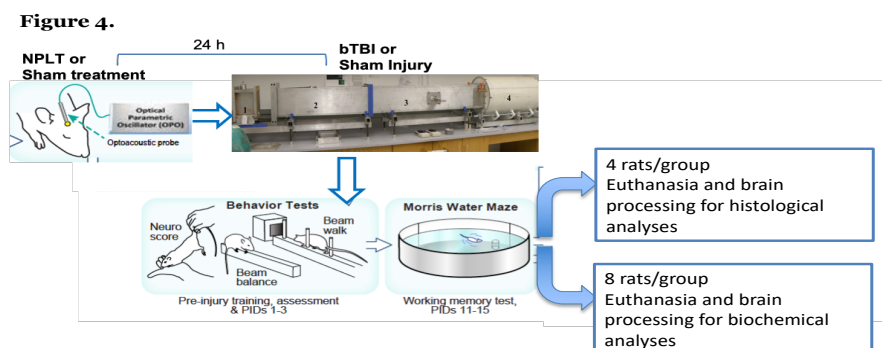 Figure 4.
24 h
NPLT or
Sham treatment
bTBI or
Sham Injury
Optical
Parametric
Oscillator (OPO)
Optoacoustic probe
1
2
3
4
Behavior Tests
Neuro
score
Beam
balance
Beam
walk
Pre-injury training, assessment
& PIDs 1-3
Morris Water Maze
Working memory test,
PIDs 11-15
4 rats/group
Euthanasia and brain
processing for histological
analyses
8 rats/group
Euthanasia and brain
processing for biochemical
analyses